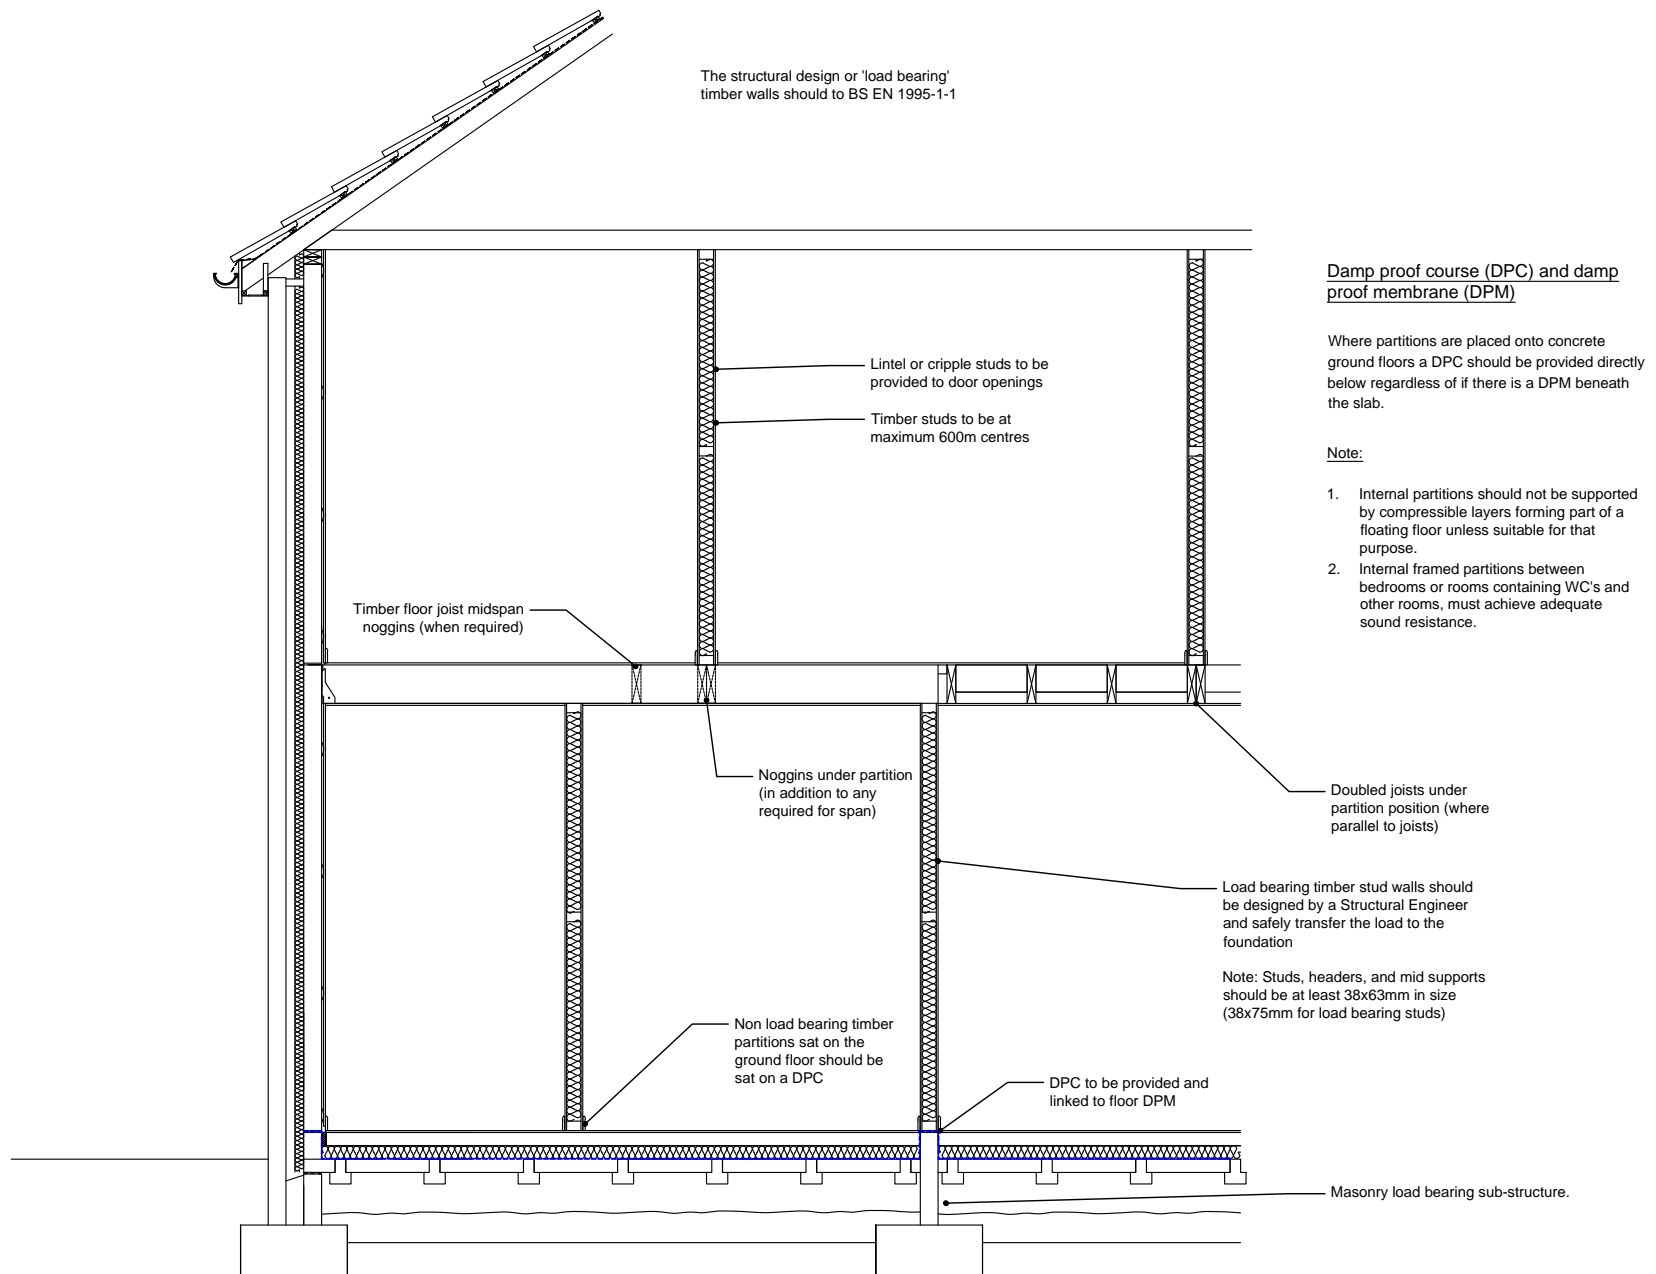 The structural design or 'load bearing'
timber walls should to BS EN 1995-1-1
Damp proof course (DPC) and damp
proof membrane (DPM)
Where partitions are placed onto concrete
ground floors a DPC should be provided directly
below regardless of if there is a DPM beneath
the slab.
Lintel or cripple studs to be
provided to door openings
Timber studs to be at
maximum 600m centres
Note:
1. Internal partitions should not be supported
by compressible layers forming part of a
floating floor unless suitable for that
purpose.
2. Internal framed partitions between
bedrooms or rooms containing WC's and
other rooms, must achieve adequate
sound resistance.
Timber floor joist midspan
noggins (when required)
Noggins under partition
(in addition to any
required for span)
Doubled joists under
partition position (where
parallel to joists)
Load bearing timber stud walls should
be designed by a Structural Engineer
and safely transfer the load to the
foundation
Note: Studs, headers, and mid supports
should be at least 38x63mm in size
(38x75mm for load bearing studs)
Non load bearing timber
partitions sat on the
ground floor should be
sat on a DPC
DPC to be provided and
linked to floor DPM
Masonry load bearing sub-structure.